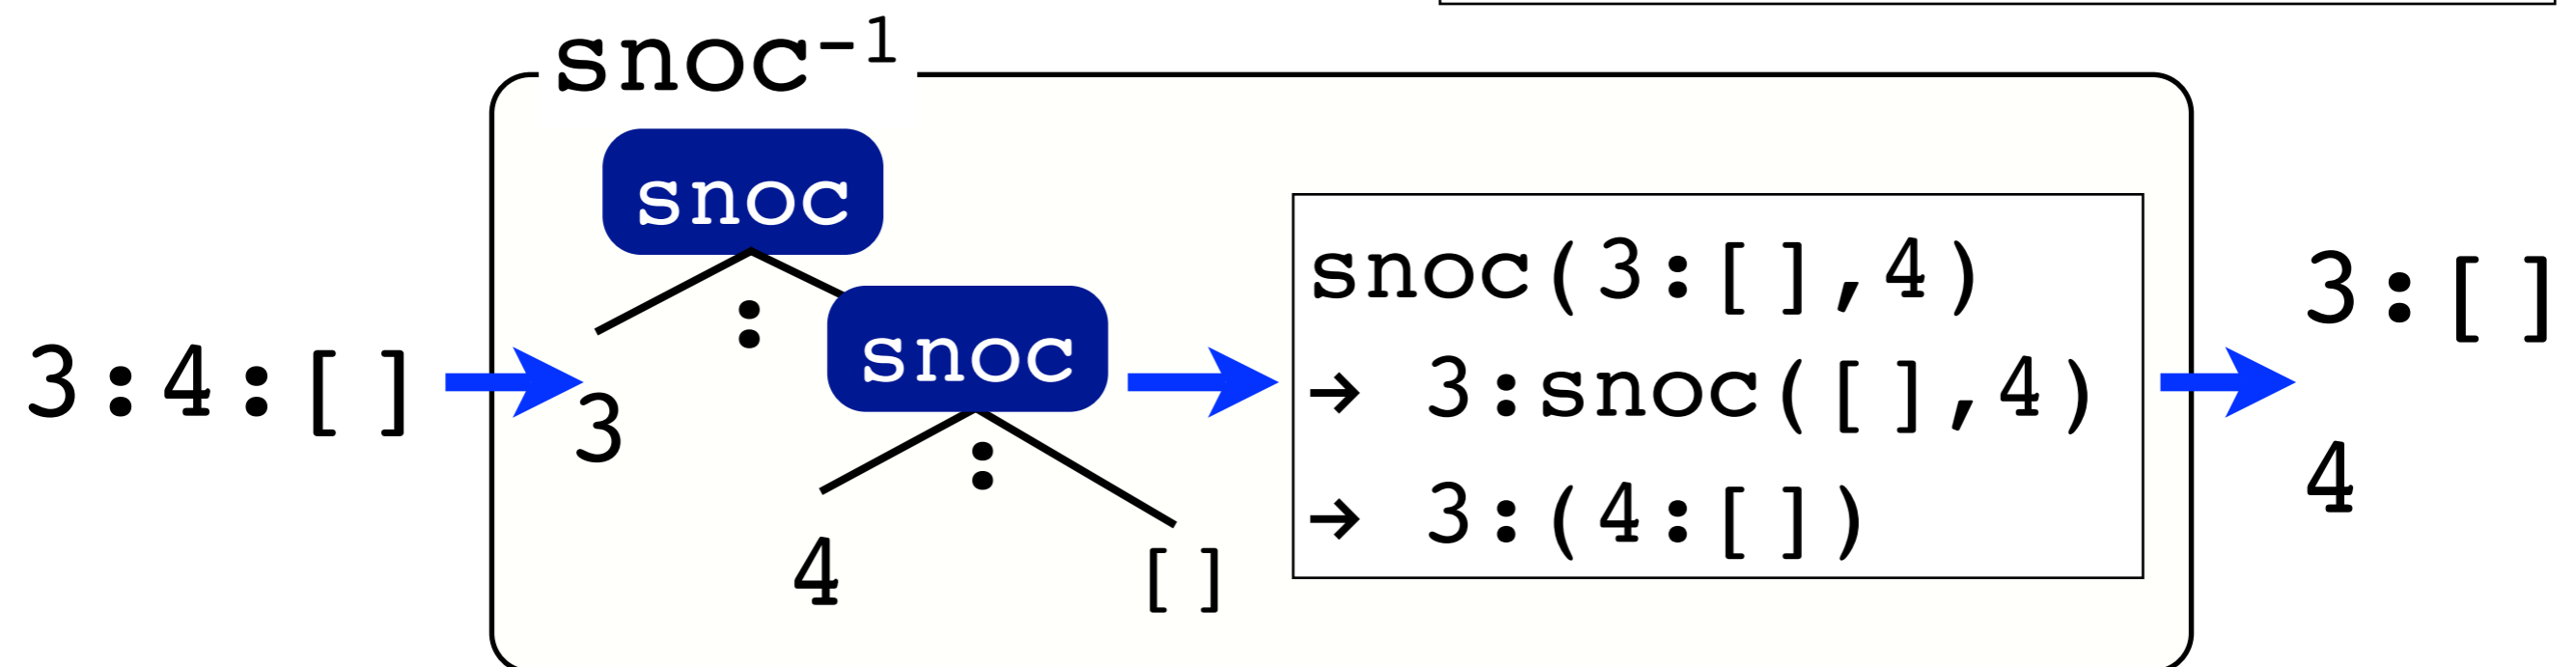 snoc⁻¹
3:4:[]
snoc
:
3
snoc
:
4
[]
snoc(3:[],4)
→ 3:snoc([],4)
→ 3:(4:[])
3:[]
4